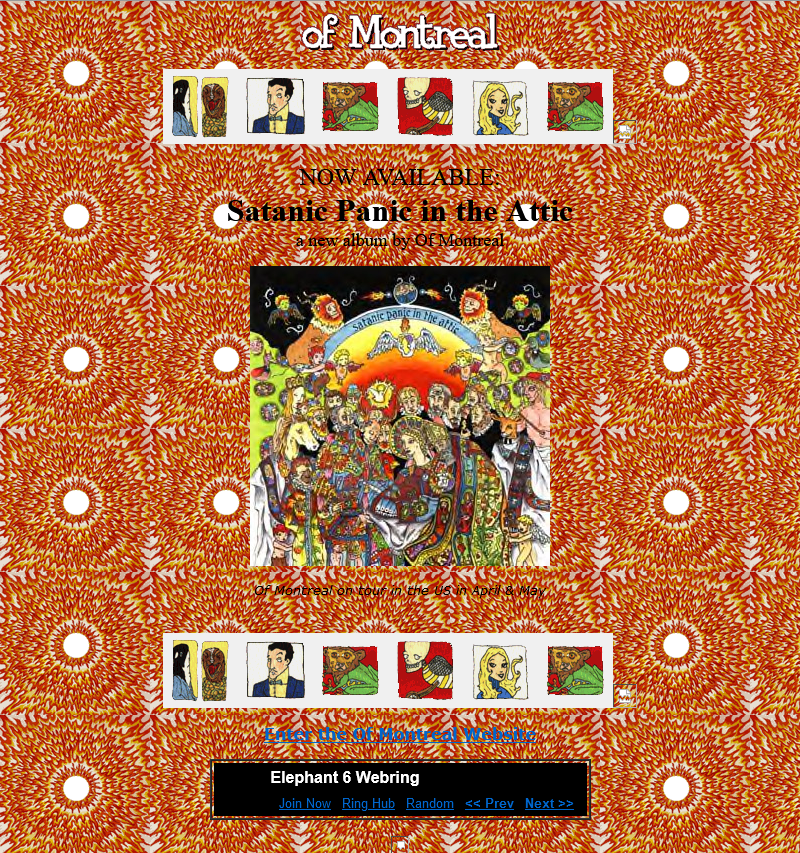 of Montreal
NOW AVAILABLE:
Satanic Panic in the Attic
a new album by Of Montreal
satanic panic in the attic
Of Montreal on tour in the US in April & May
Enter the Of Montreal Website
Elephant 6 Webring
Join Now Ring Hub Random << Prev Next >>